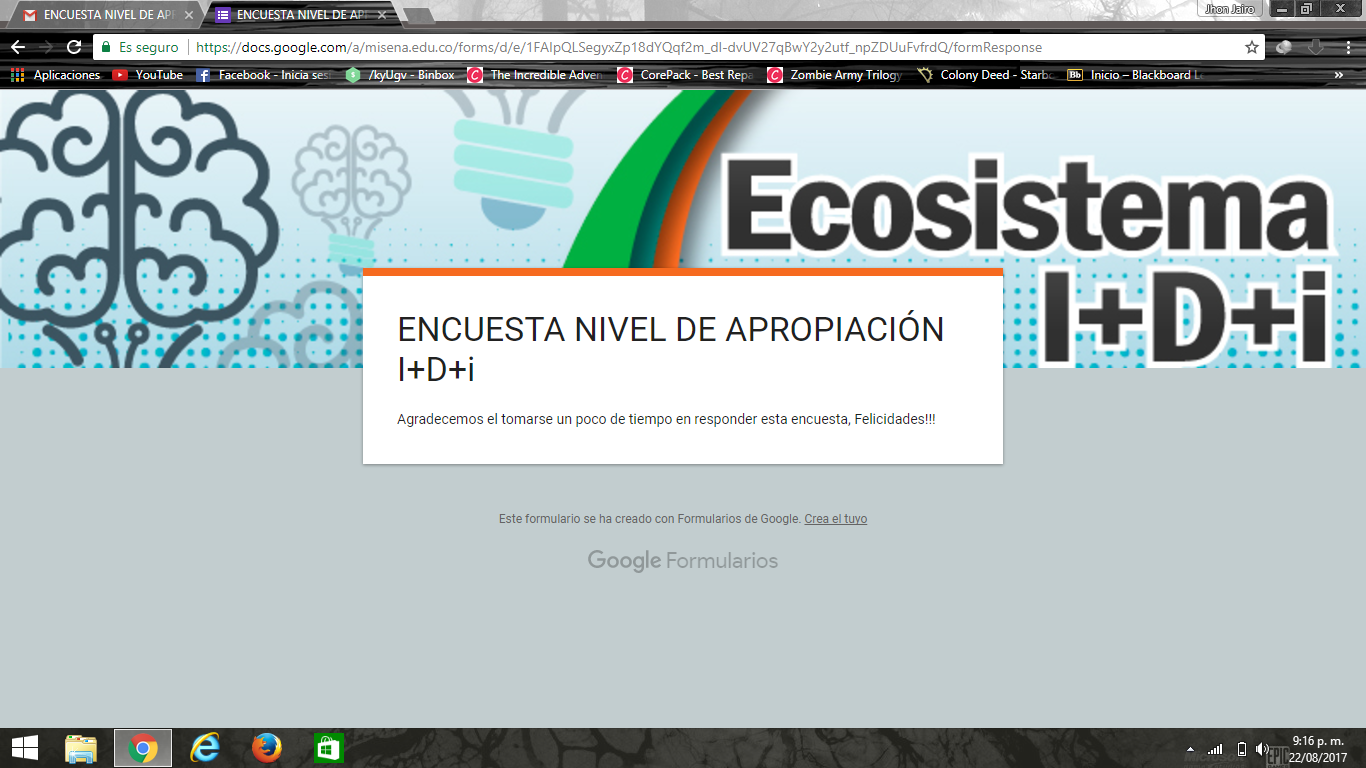 ENCUESTA NIVEL DE AP
ENCUESTA NIVEL DE AP
Jhon Jairo
Es seguro
https://docs.google.com/a/misena.edu.co/forms/d/e/1FAIpQLSegyxZp18dYQqf2m_dl-dvUV27qBwY2y2utf_npZDUuFvfrdQ/formResponse
Aplicaciones
YouTube
Facebook - Inicia ses
/kyUgv - Binbox
The Incredible Adven
CorePack - Best Repa
Zombie Army Trilogy
Colony Deed - Starbo
Bb
Inicio – Blackboard L
»
Ecosistema
I+D+i
ENCUESTA NIVEL DE APROPIACIÓN
I+D+i
Agradecemos el tomarse un poco de tiempo en responder esta encuesta, Felicidades!!!
Este formulario se ha creado con Formularios de Google. Crea el tuyo
Google Formularios
9:16 p. m.
22/08/2017
EPIC